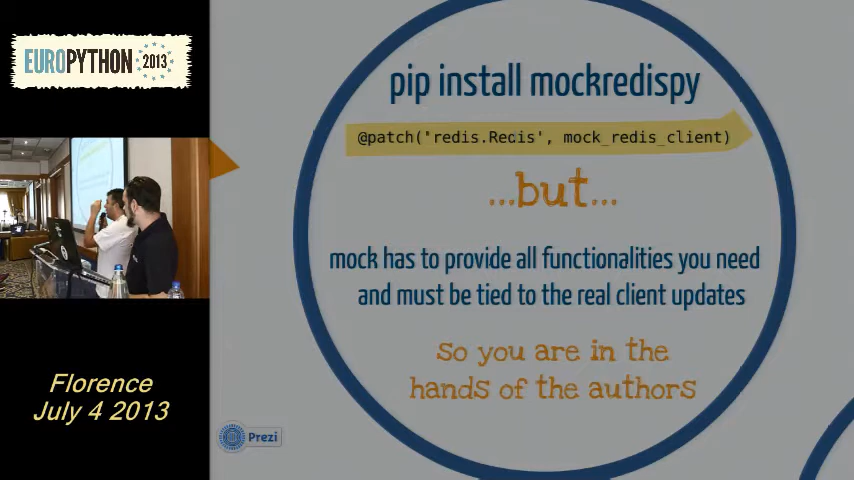 EUROPYTHON 2013
Florence
July 4 2013
pip install mockredispy
@patch('redis.Redis', mock_redis_client)
...but...
mock has to provide all functionalities you need
and must be tied to the real client updates
so you are in the
hands of the authors
Prezi